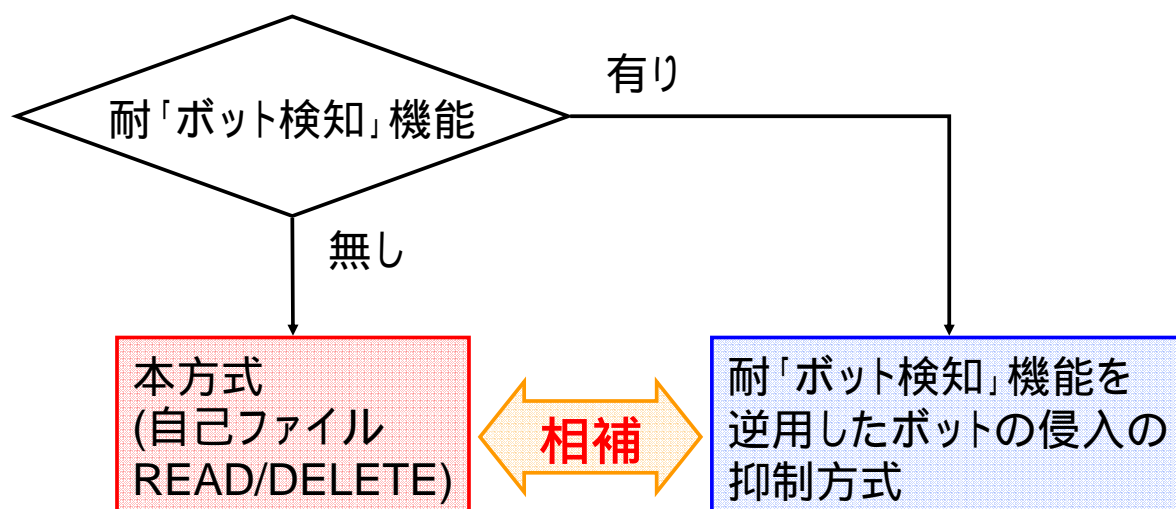 耐「ボット検知」機能
有り
無し
本方式
(自己ファイル
READ/DELETE)
相補
耐「ボット検知」機能を
逆用したボットの侵入の
抑制方式